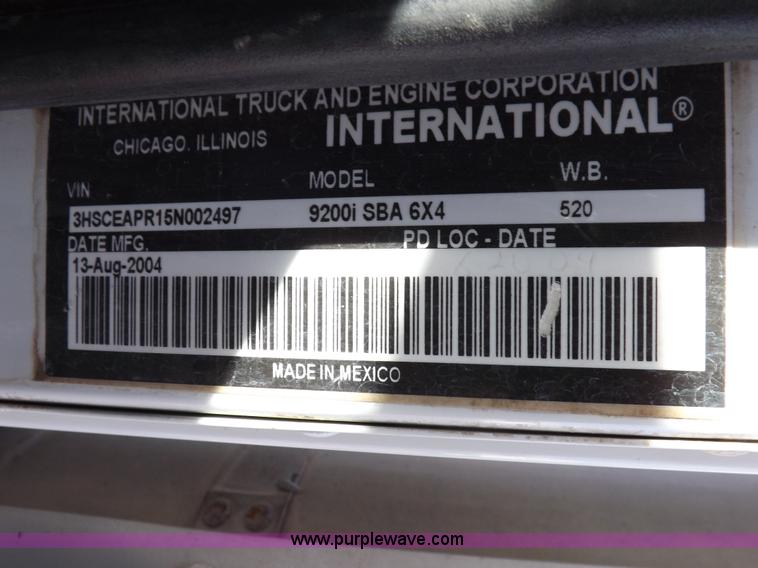 INTERNATIONAL TRUCK AND ENGINE CORPORATION
CHICAGO, ILLINOIS INTERNATIONAL®
VIN MODEL W.B.
3HSCEAPR15N002497 9200i SBA 6X4 520
DATE MFG. PD LOC - DATE
13-Aug-2004
MADE IN MEXICO
www.purplewave.com